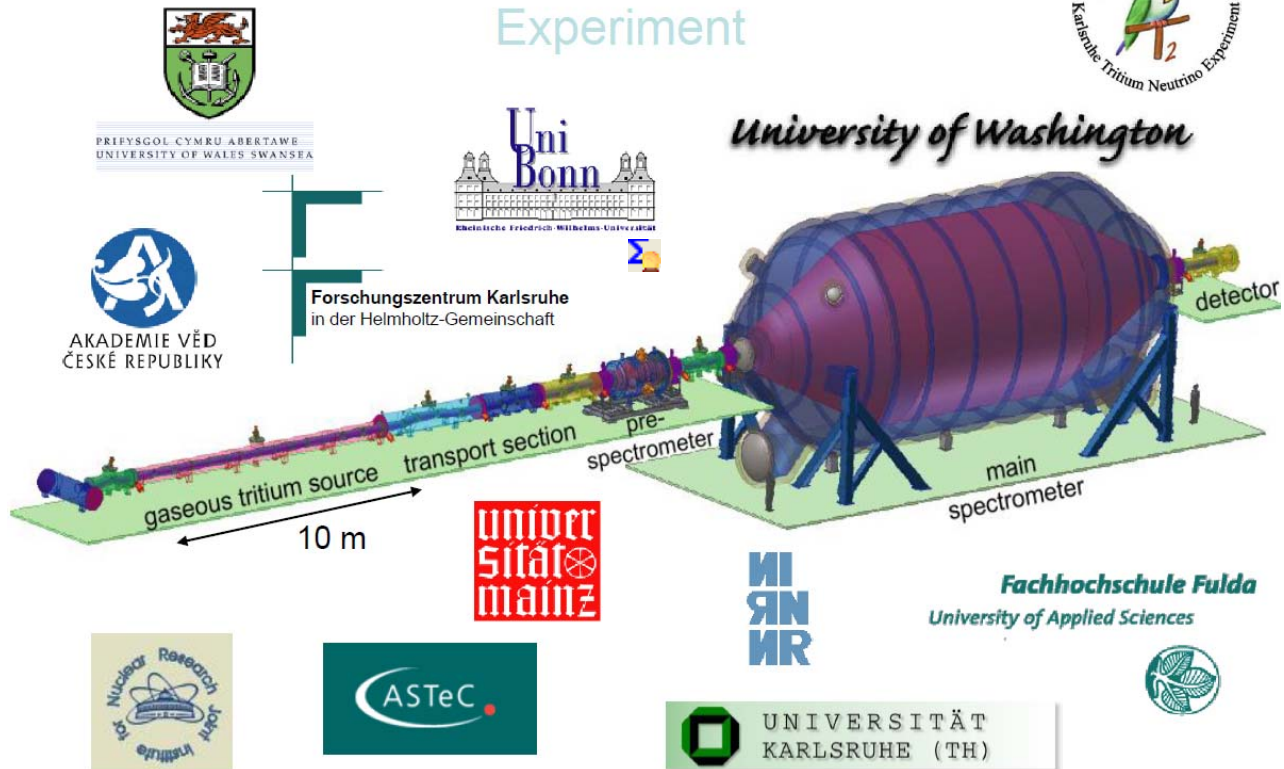 Experiment
Karlsruhe Tritium Neutrino Experiment
2
PRIFYSGOL CYMRU ABERTAWE
UNIVERSITY OF WALES SWANSEA
Uni
Bonn
Rheinische Friedrich-Wilhelms-Universität
University of Washington
Σ
AKADEMIE VĚD
ČESKÉ REPUBLIKY
Forschungszentrum Karlsruhe
in der Helmholtz-Gemeinschaft
detector
pre-
spectrometer
transport section
gaseous tritium source
main
spectrometer
10 m
univer
sität
mainz
Fachhochschule Fulda
University of Applied Sciences
Joint Institute for Nuclear Research
ASTeC
UNIVERSITÄT
KARLSRUHE (TH)